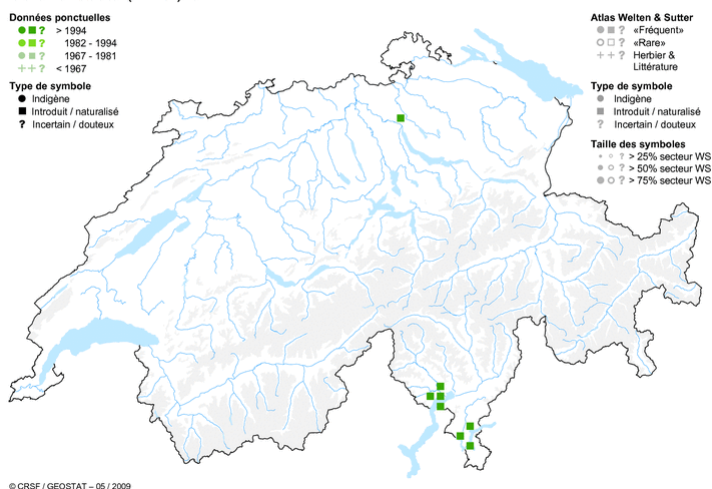 Données ponctuelles
? > 1994
? 1982 - 1994
? 1967 - 1981
++? < 1967
Type de symbole
Indigène
Introduit / naturalisé
? Incertain / douteux
Atlas Welten & Sutter
? «Fréquent»
? «Rare»
++? Herbier &
Littérature
Type de symbole
Indigène
Introduit / naturalisé
? Incertain / douteux
Taille des symboles
? > 25% secteur WS
? > 50% secteur WS
? > 75% secteur WS
© CRSF / GEOSTAT – 05 / 2009